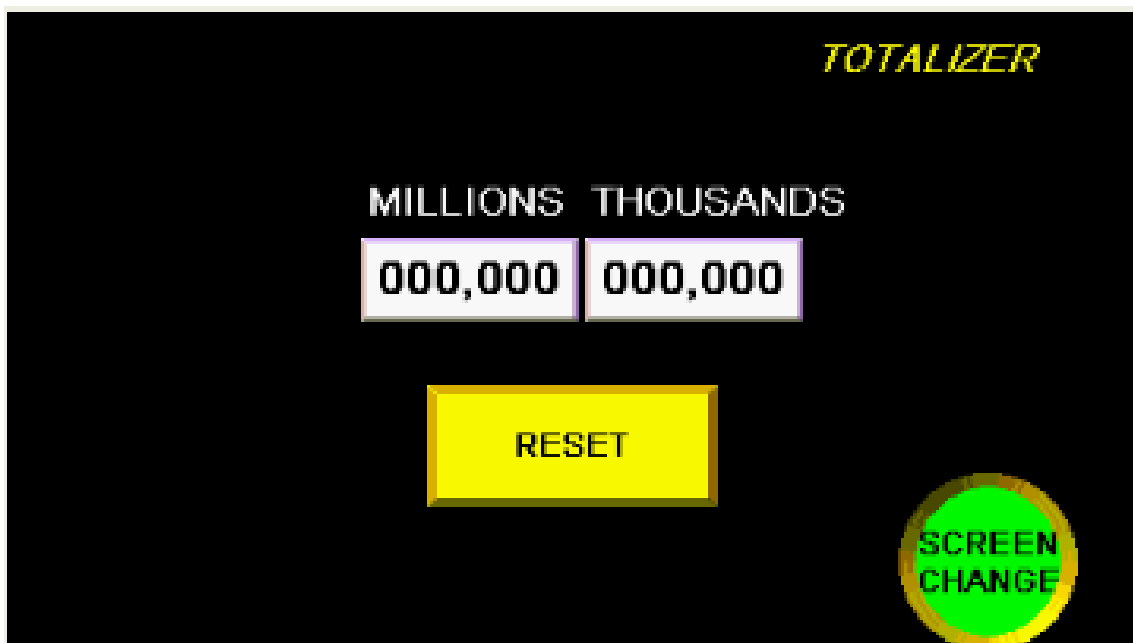 TOTALIZER
MILLIONS THOUSANDS
000,000 000,000
RESET
SCREEN
CHANGE